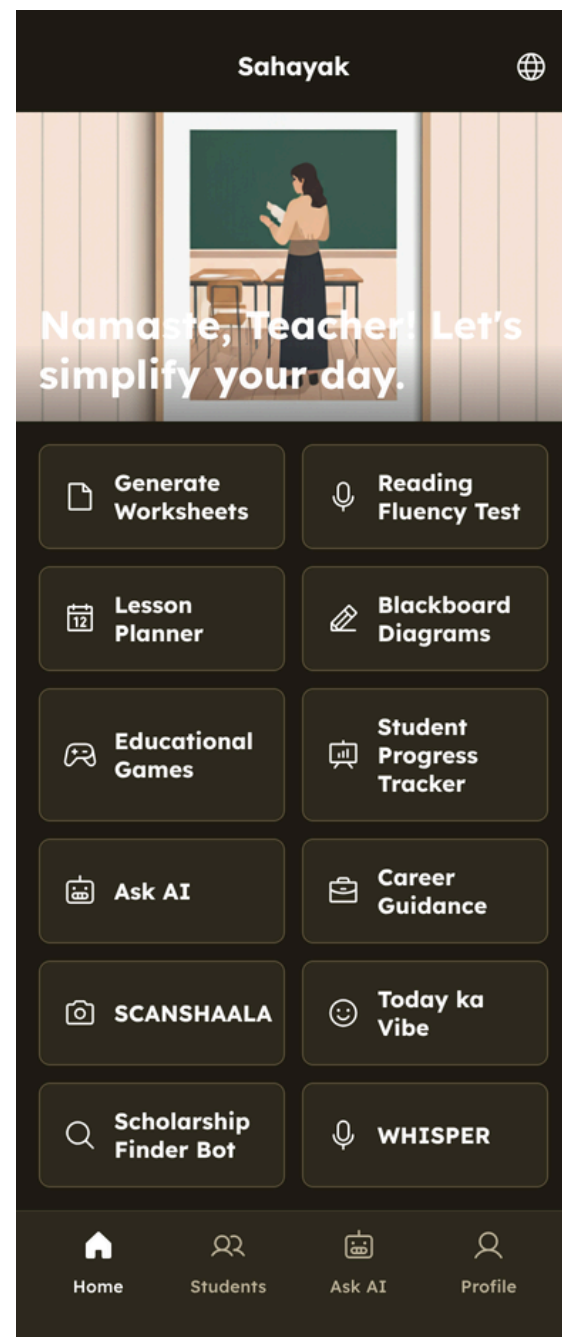 Sahayak
Namaste, Teacher! Let's
simplify your day.
Generate
Worksheets
Reading
Fluency Test
12
Lesson
Planner
Blackboard
Diagrams
Educational
Games
Student
Progress
Tracker
Ask AI
Career
Guidance
SCANSHAALA
Today ka
Vibe
Scholarship
Finder Bot
WHISPER
Home
Students
Ask AI
Profile